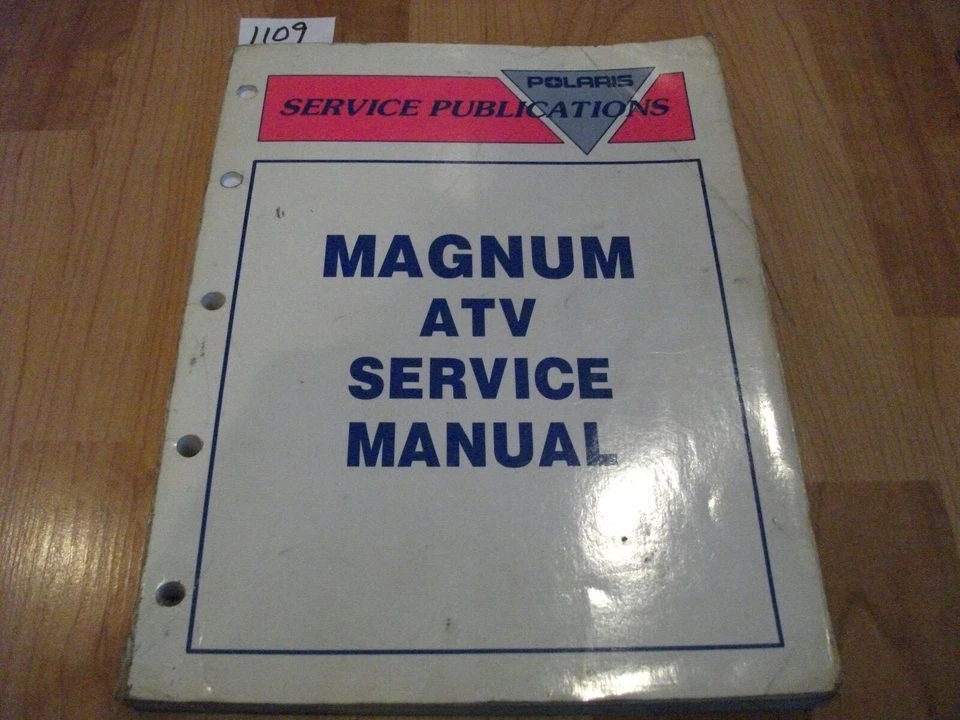 1109
POLARIS
SERVICE PUBLICATIONS
MAGNUM
ATV
SERVICE
MANUAL